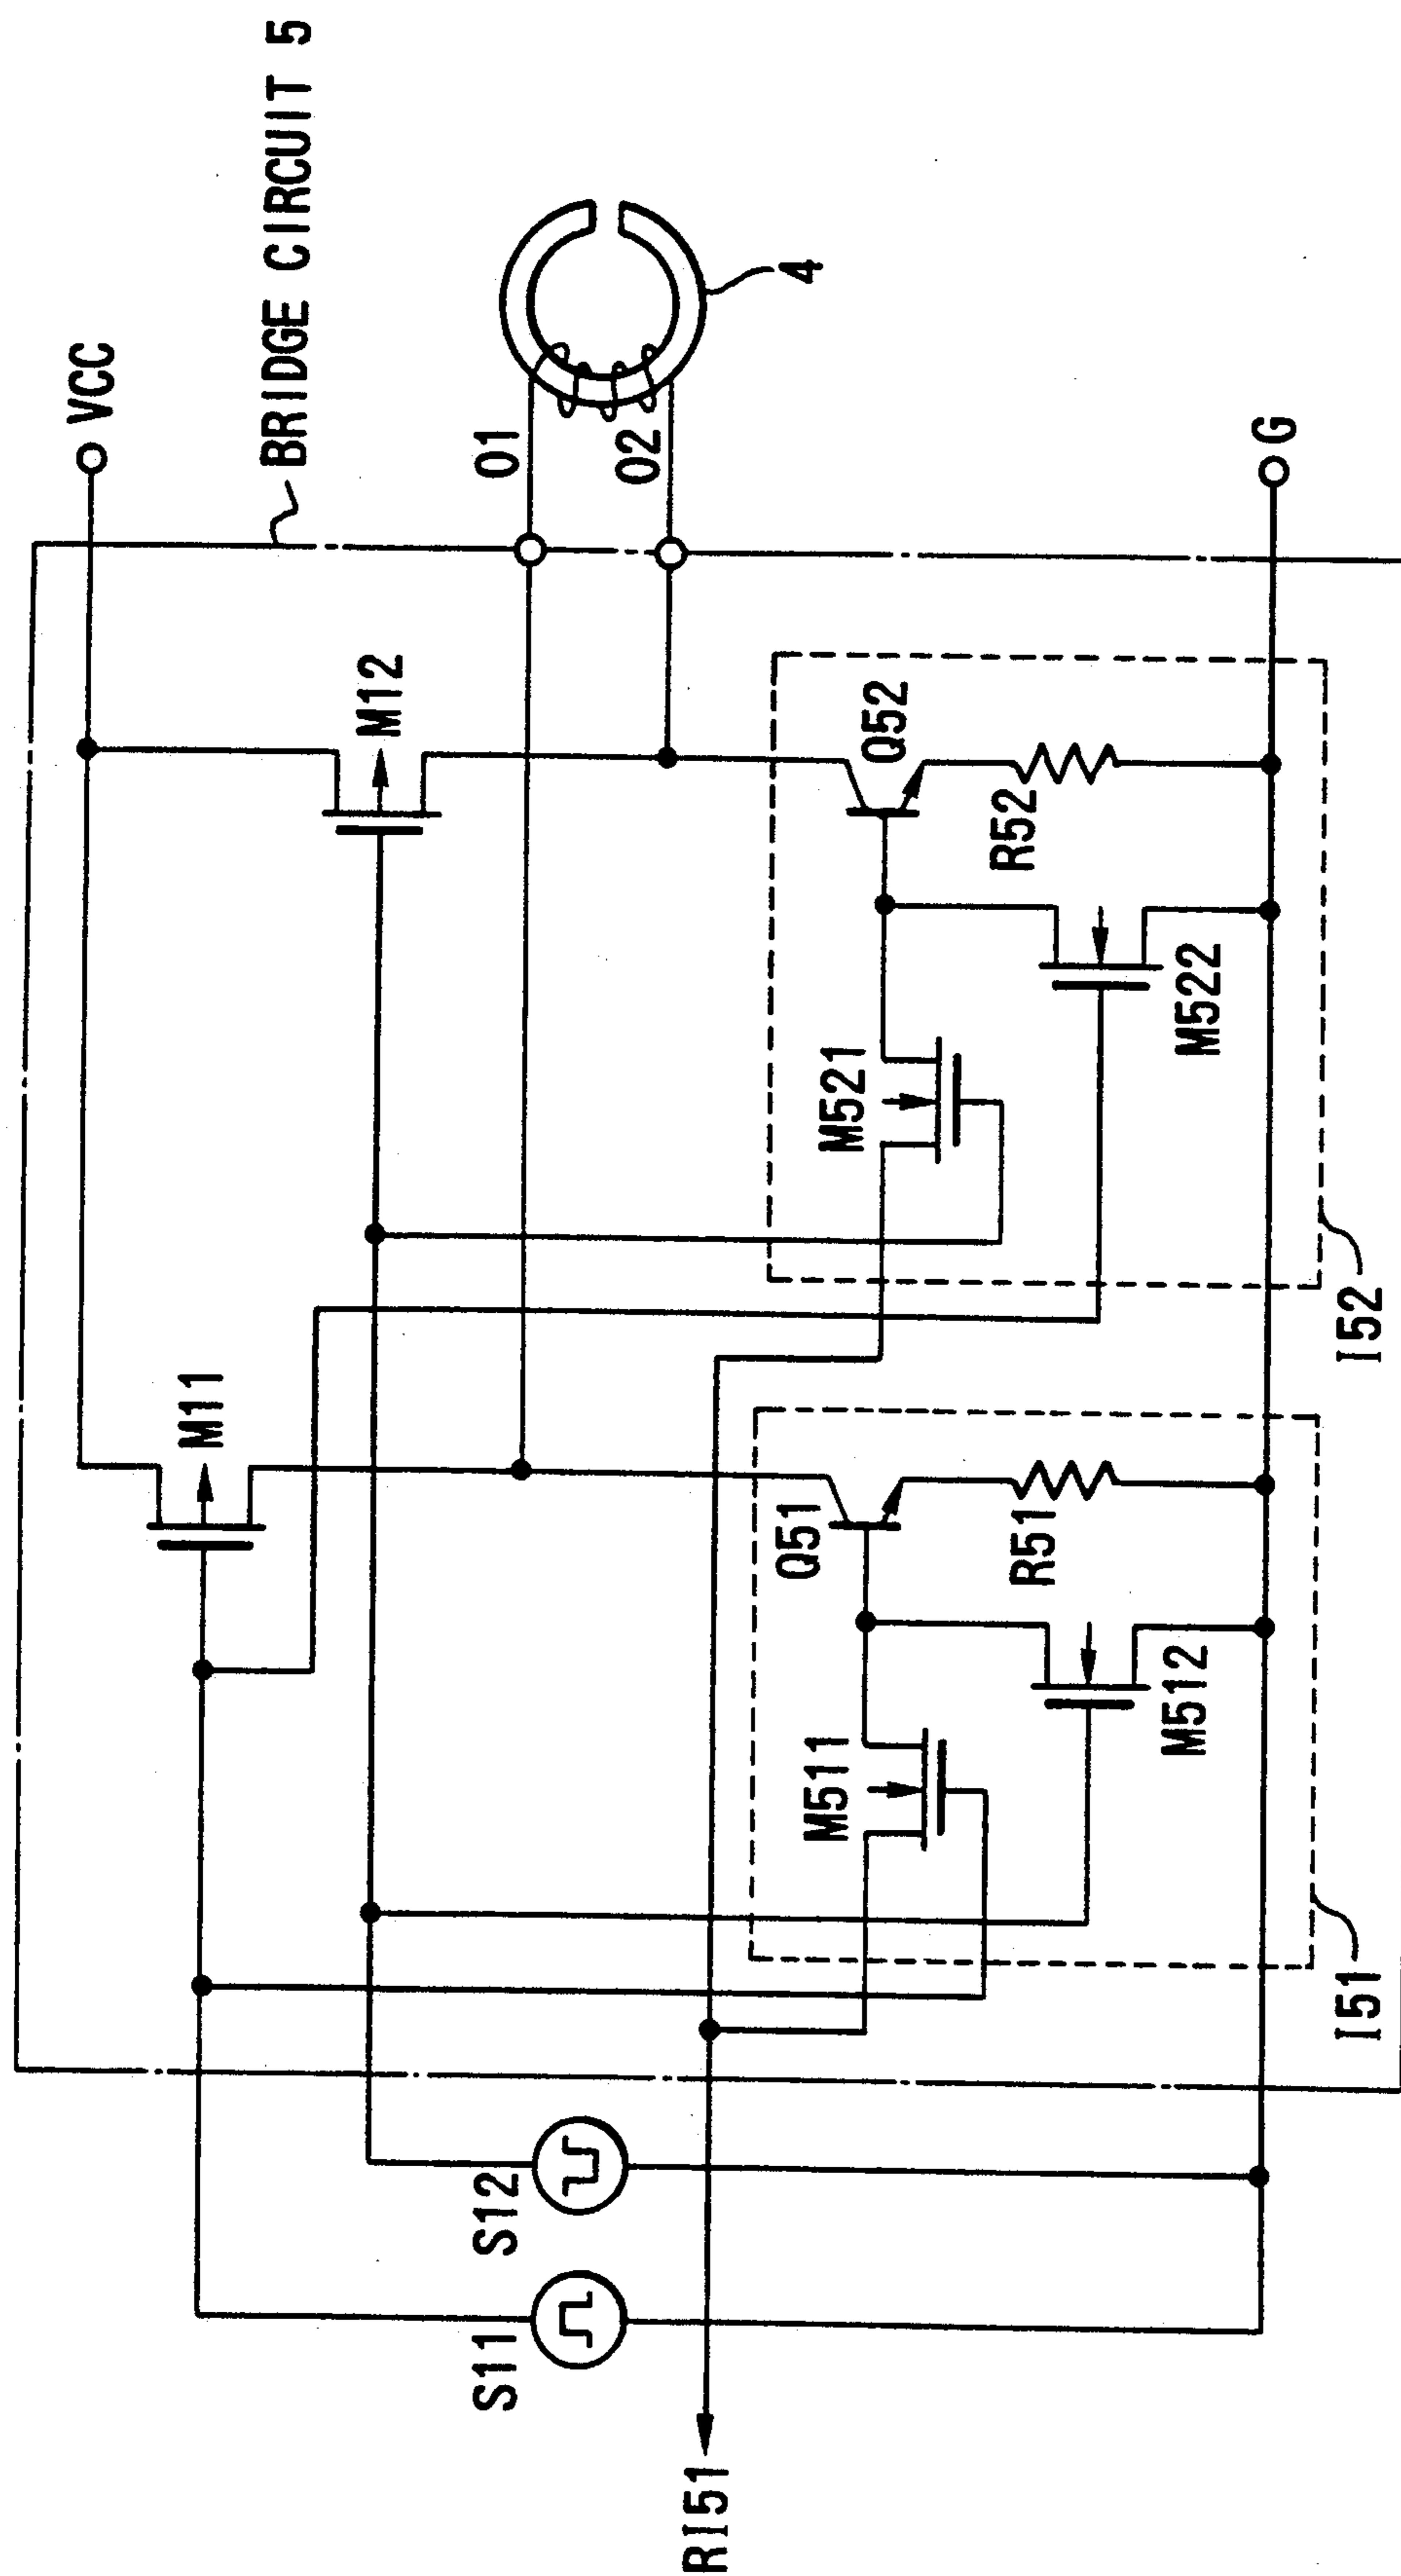 BRIDGE CIRCUIT 5
VCC
M11
M12
O1
O2
4
S11
S12
RI51
M511
Q51
M512
R51
I51
M521
Q52
M522
R52
I52
G